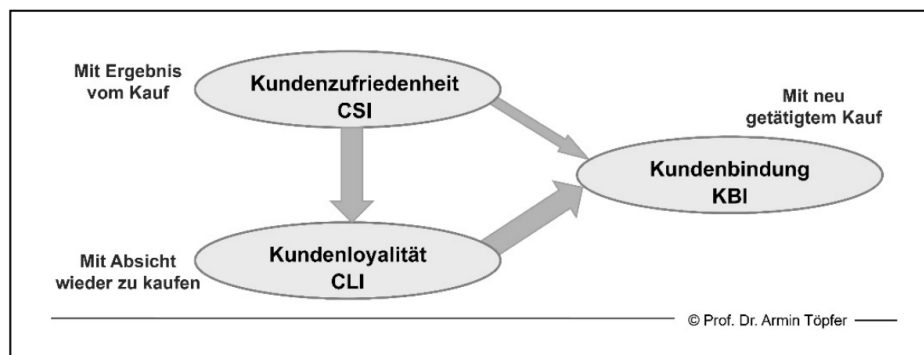 Mit Ergebnis
vom Kauf
Kundenzufriedenheit
CSI
Mit neu
getätigtem Kauf
Kundenbindung
KBI
Mit Absicht
wieder zu kaufen
Kundenloyalität
CLI
© Prof. Dr. Armin Töpfer